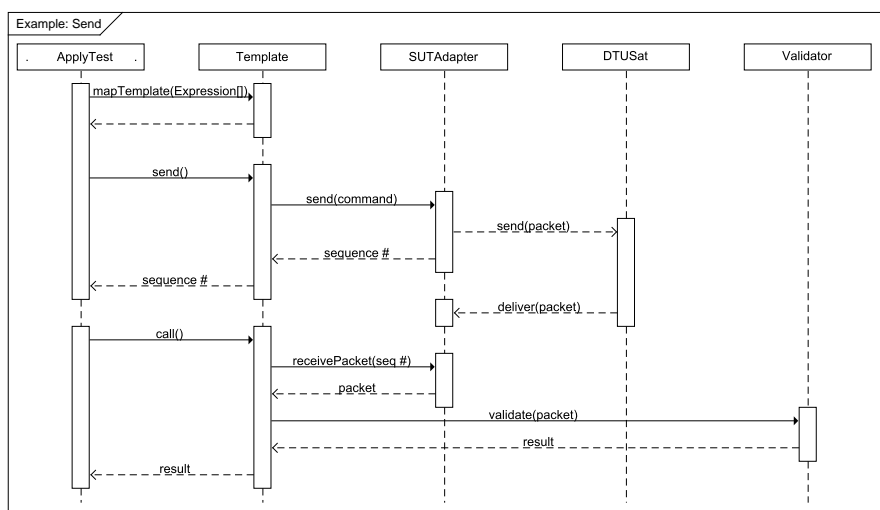 Example: Send
. ApplyTest .
Template
SUTAdapter
DTUSat
Validator
mapTemplate(Expression[])
send()
send(command)
send(packet)
sequence #
sequence #
deliver(packet)
call()
receivePacket(seq #)
packet
validate(packet)
result
result